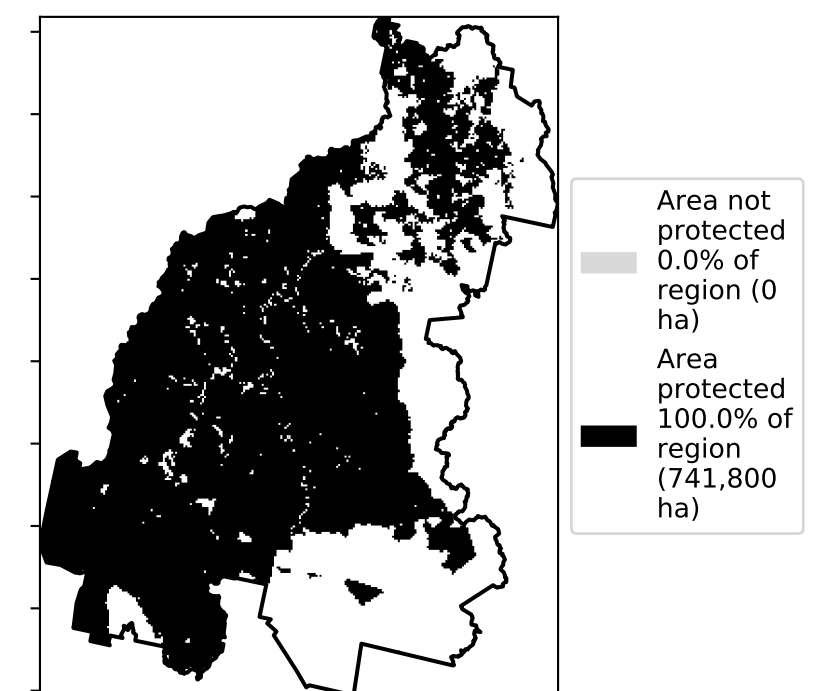 Area not
protected
0.0% of
region (0
ha)
Area
protected
100.0% of
region
(741,800
ha)